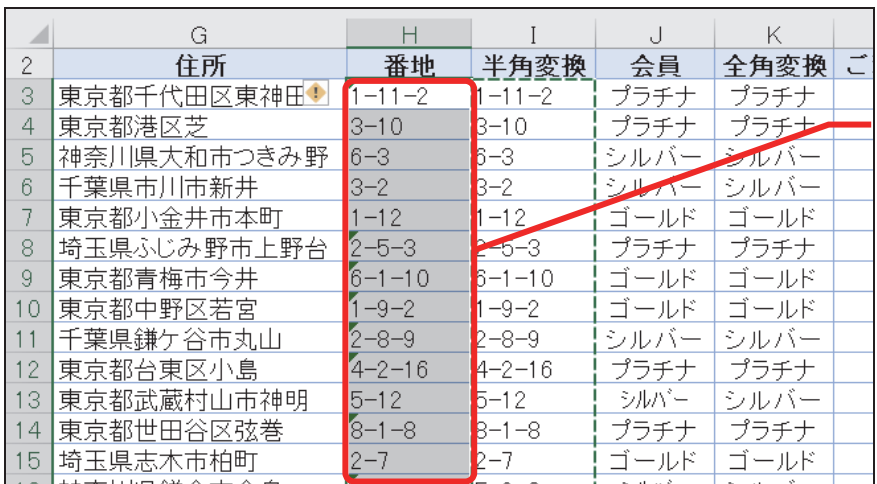 G H I J K
2 住所 番地 半角変換 会員 全角変換 ご
3 東京都千代田区東神田 1-11-2 1-11-2 プラチナ プラチナ
4 東京都港区芝 3-10 3-10 プラチナ プラチナ
5 神奈川県大和市つきみ野 6-3 6-3 シルバー シルバー
6 千葉県市川市新井 3-2 3-2 シルバー シルバー
7 東京都小金井市本町 1-12 1-12 ゴールド ゴールド
8 埼玉県ふじみ野市上野台 2-5-3 2-5-3 プラチナ プラチナ
9 東京都青梅市今井 6-1-10 6-1-10 ゴールド ゴールド
10 東京都中野区若宮 1-9-2 1-9-2 ゴールド ゴールド
11 千葉県鎌ケ谷市丸山 2-8-9 2-8-9 シルバー シルバー
12 東京都台東区小島 4-2-16 4-2-16 プラチナ プラチナ
13 東京都武蔵村山市神明 5-12 5-12 ｼﾙﾊﾞｰ シルバー
14 東京都世田谷区弦巻 8-1-8 8-1-8 プラチナ プラチナ
15 埼玉県志木市柏町 2-7 2-7 ゴールド ゴールド